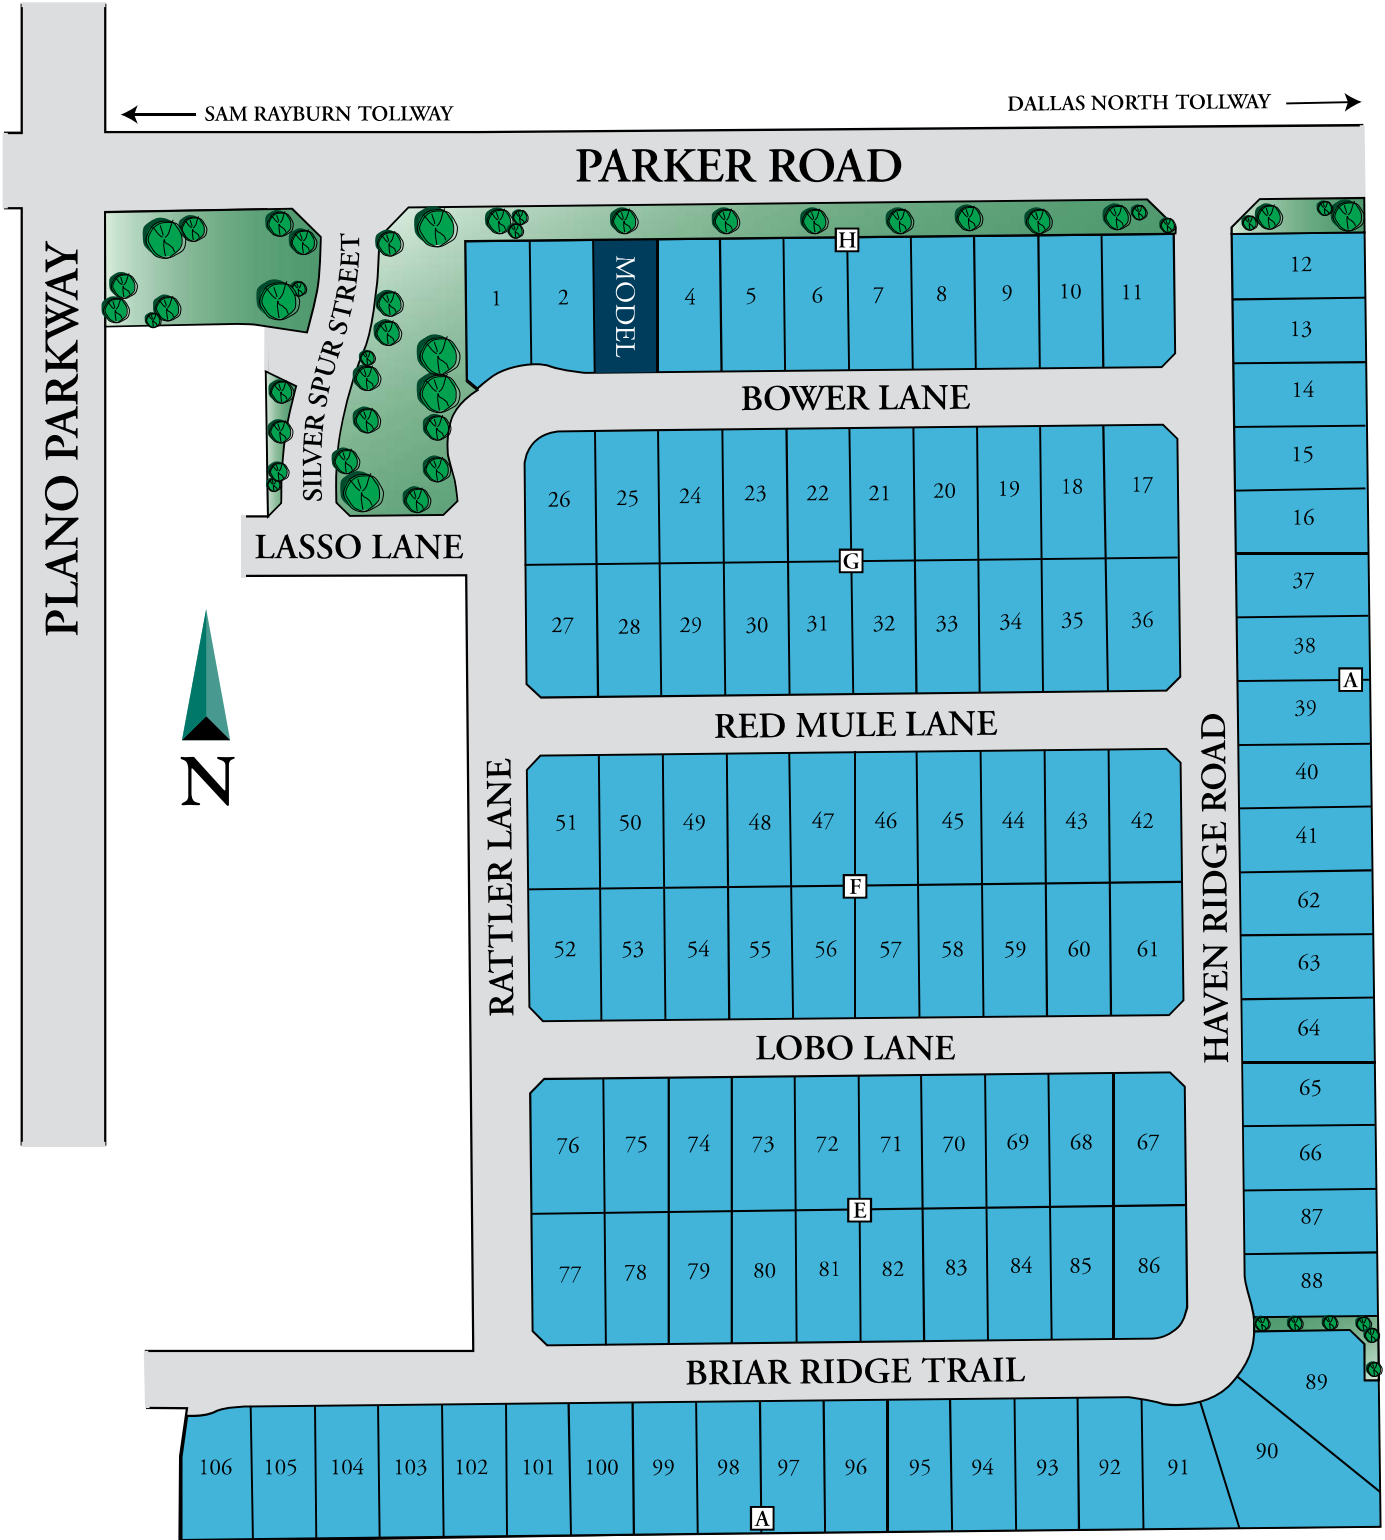 SAM RAYBURN TOLLWAY
DALLAS NORTH TOLLWAY
PARKER ROAD
PLANO PARKWAY
SILVER SPUR STREET
H
1 2 MODEL 4 5 6 7 8 9 10 11
12
13
14
15
16
37
38
A
39
40
41
62
63
64
65
66
87
88
89
90
BOWER LANE
26 25 24 23 22 21 20 19 18 17
G
27 28 29 30 31 32 33 34 35 36
LASSO LANE
N
RED MULE LANE
RATTLER LANE
HAVEN RIDGE ROAD
51 50 49 48 47 46 45 44 43 42
F
52 53 54 55 56 57 58 59 60 61
LOBO LANE
76 75 74 73 72 71 70 69 68 67
E
77 78 79 80 81 82 83 84 85 86
BRIAR RIDGE TRAIL
106 105 104 103 102 101 100 99 98 97 96 95 94 93 92 91
A